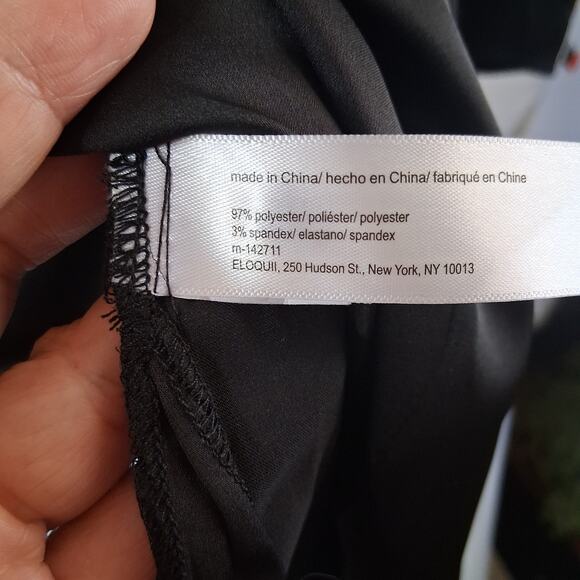 made in China/ hecho en China/ fabriqué en Chine
97% polyester/ poliéster/ polyester
3% spandex/ elastano/ spandex
m-142711
ELOQUII, 250 Hudson St., New York, NY 10013